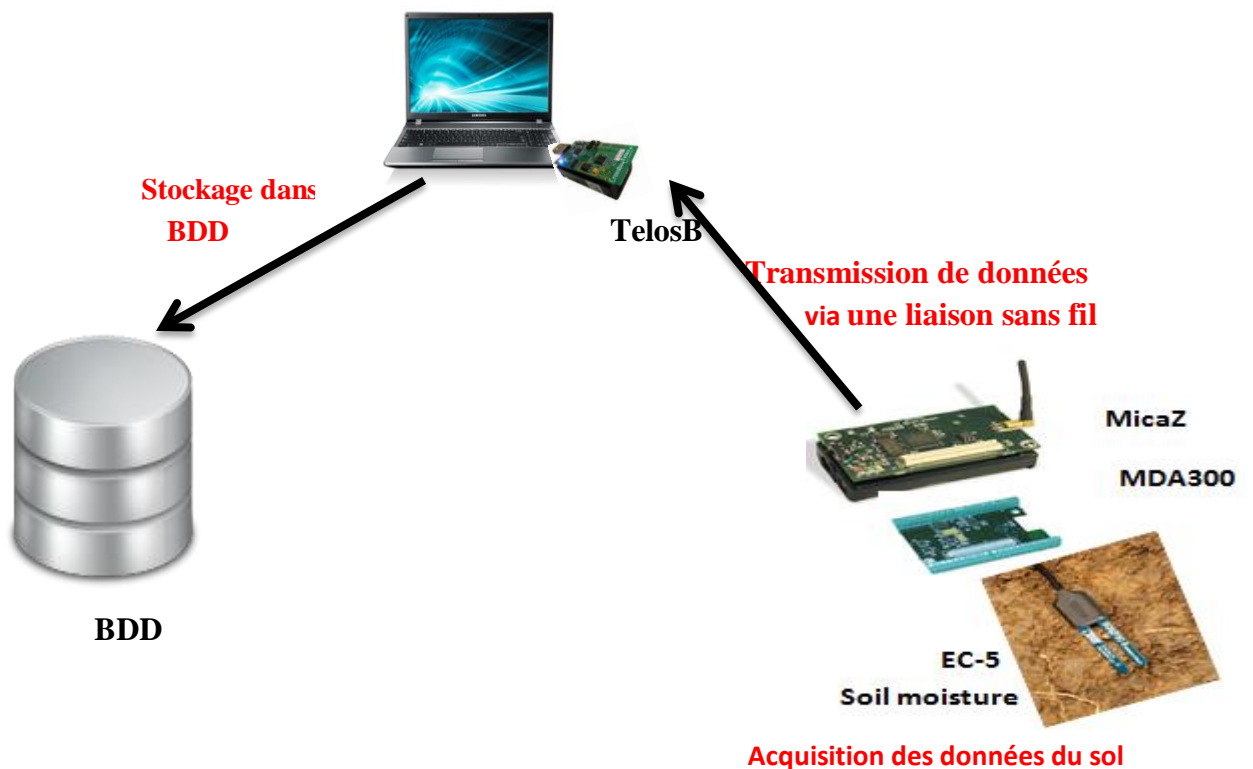 Stockage dans
BDD
TelosB
Transmission de données
via une liaison sans fil
MicaZ
MDA300
BDD
EC-5
Soil moisture
Acquisition des données du sol